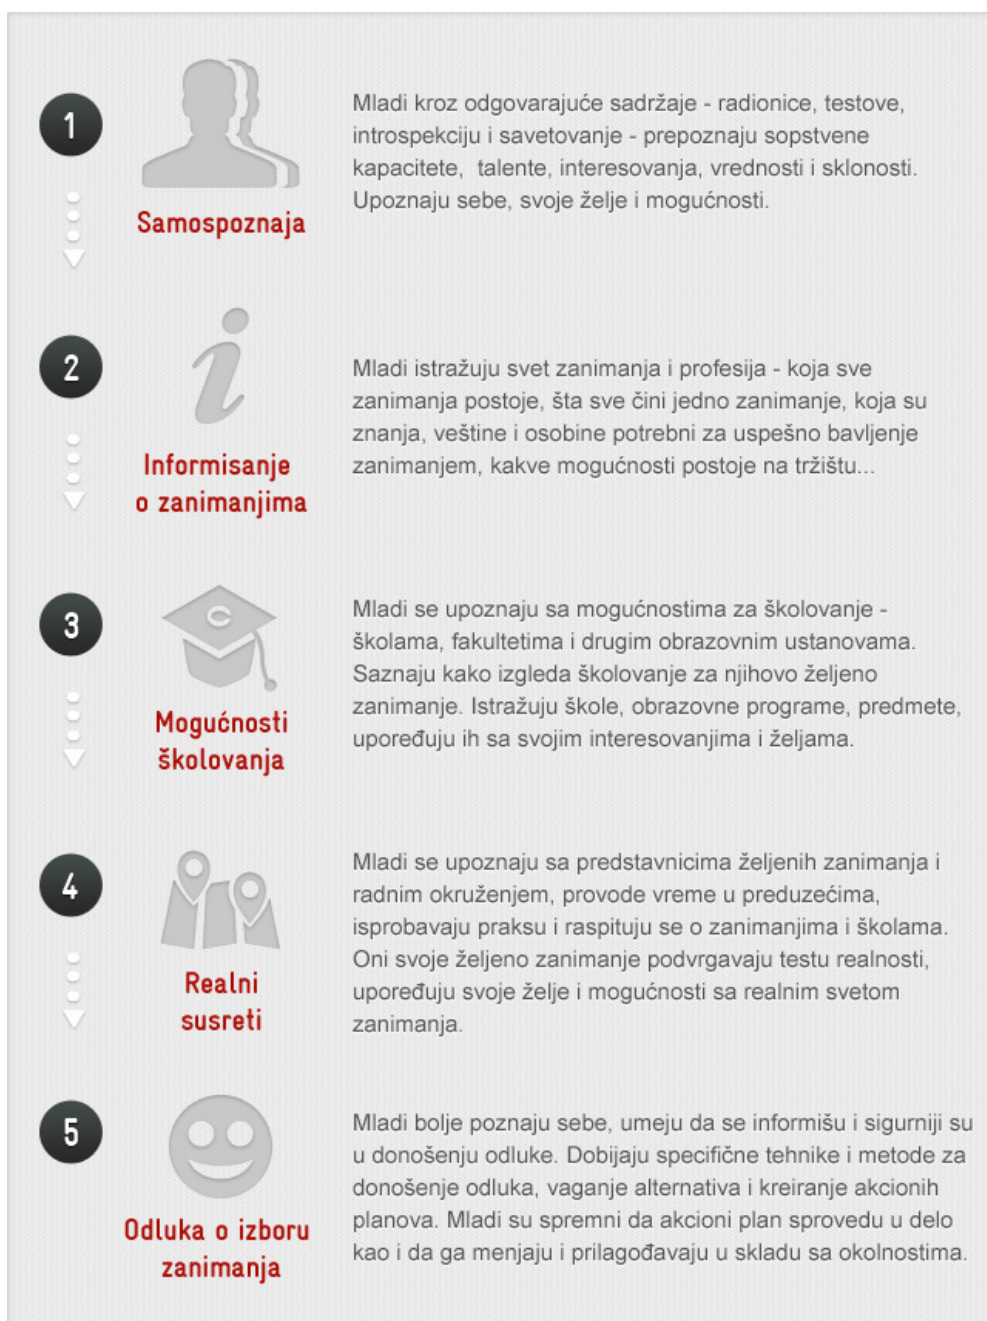 1
Samospoznaja
Mladi kroz odgovarajuće sadržaje - radionice, testove,
introspekciju i savetovanje - prepoznaju sopstvene
kapacitete, talente, interesovanja, vrednosti i sklonosti.
Upoznaju sebe, svoje želje i mogućnosti.
2
Informisanje
o zanimanjima
Mladi istražuju svet zanimanja i profesija - koja sve
zanimanja postoje, šta sve čini jedno zanimanje, koja su
znanja, veštine i osobine potrebni za uspešno bavljenje
zanimanjem, kakve mogućnosti postoje na tržištu...
3
Mogućnosti
školovanja
Mladi se upoznaju sa mogućnostima za školovanje -
školama, fakultetima i drugim obrazovnim ustanovama.
Saznaju kako izgleda školovanje za njihovo željeno
zanimanje. Istražuju škole, obrazovne programe, predmete,
upoređuju ih sa svojim interesovanjima i željama.
4
Realni
susreti
Mladi se upoznaju sa predstavnicima željenih zanimanja i
radnim okruženjem, provode vreme u preduzećima,
isprobavaju praksu i raspituju se o zanimanjima i školama.
Oni svoje željeno zanimanje podvrgavaju testu realnosti,
upoređuju svoje želje i mogućnosti sa realnim svetom
zanimanja.
5
Odluka o izboru
zanimanja
Mladi bolje poznaju sebe, umeju da se informišu i sigurniji su
u donošenju odluke. Dobijaju specifične tehnike i metode za
donošenje odluka, vaganje alternativa i kreiranje akcionih
planova. Mladi su spremni da akcioni plan sprovedu u delo
kao i da ga menjaju i prilagođavaju u skladu sa okolnostima.